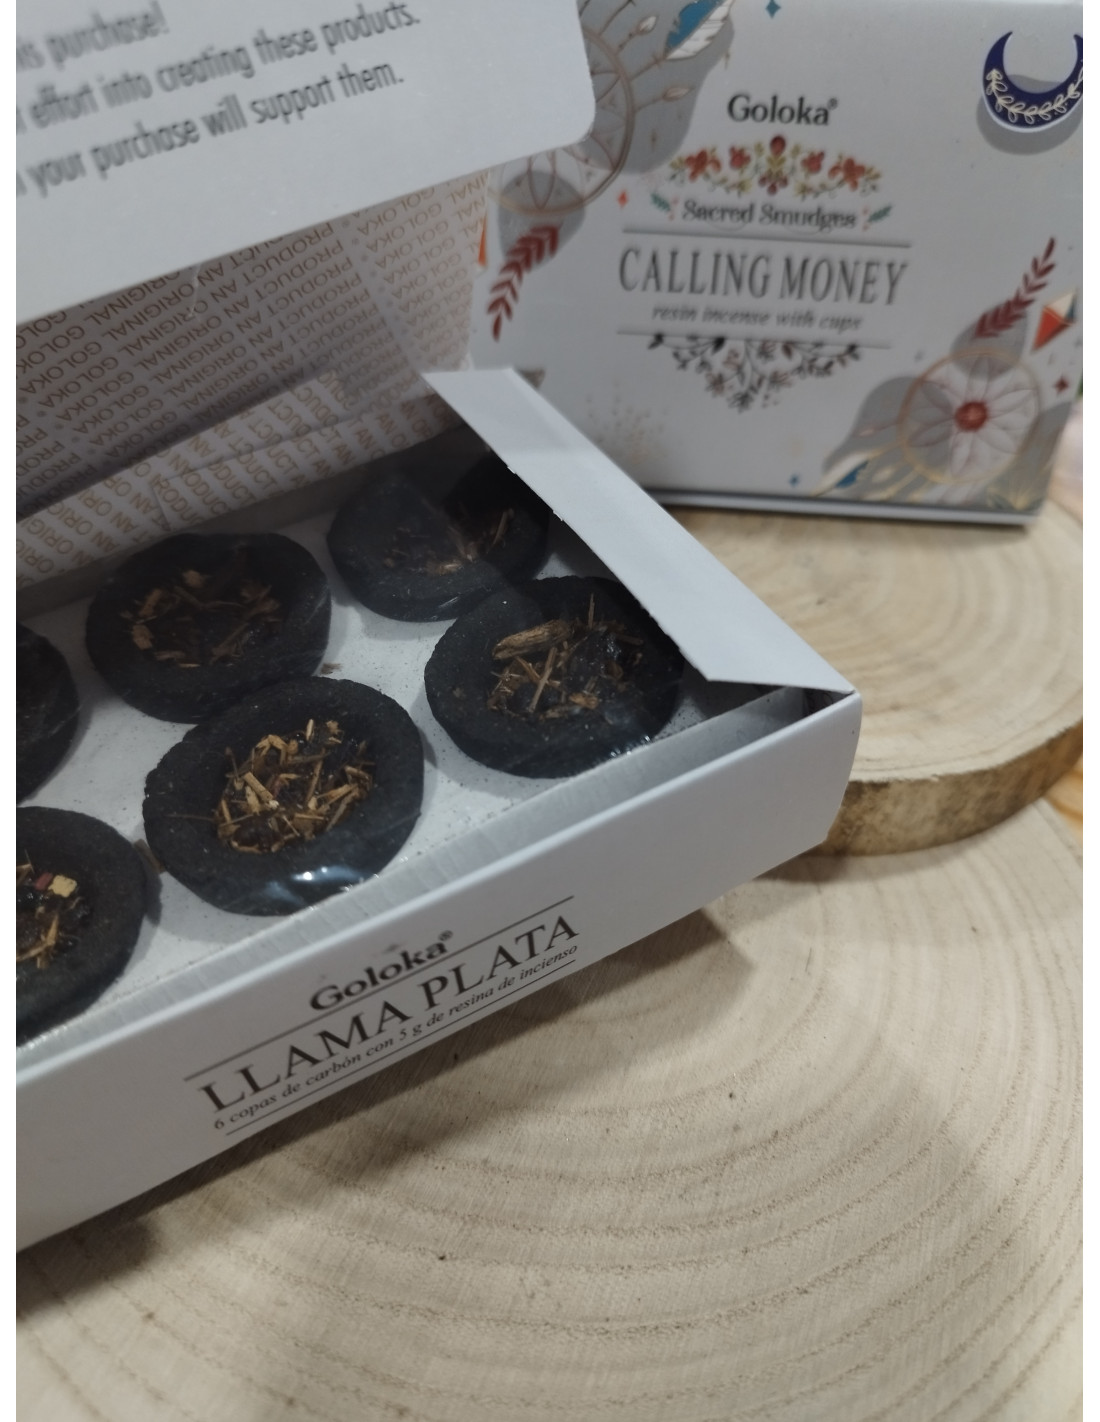 purchase!
effort into creating these products.
your purchase will support them.
Goloka®
Sacred Smudges
CALLING MONEY
resin incense with cups
PRODUCT AN ORIGINAL GOLOKA
Goloka®
LLAMA PLATA
6 copas de carbón con 5 g de resina de incienso